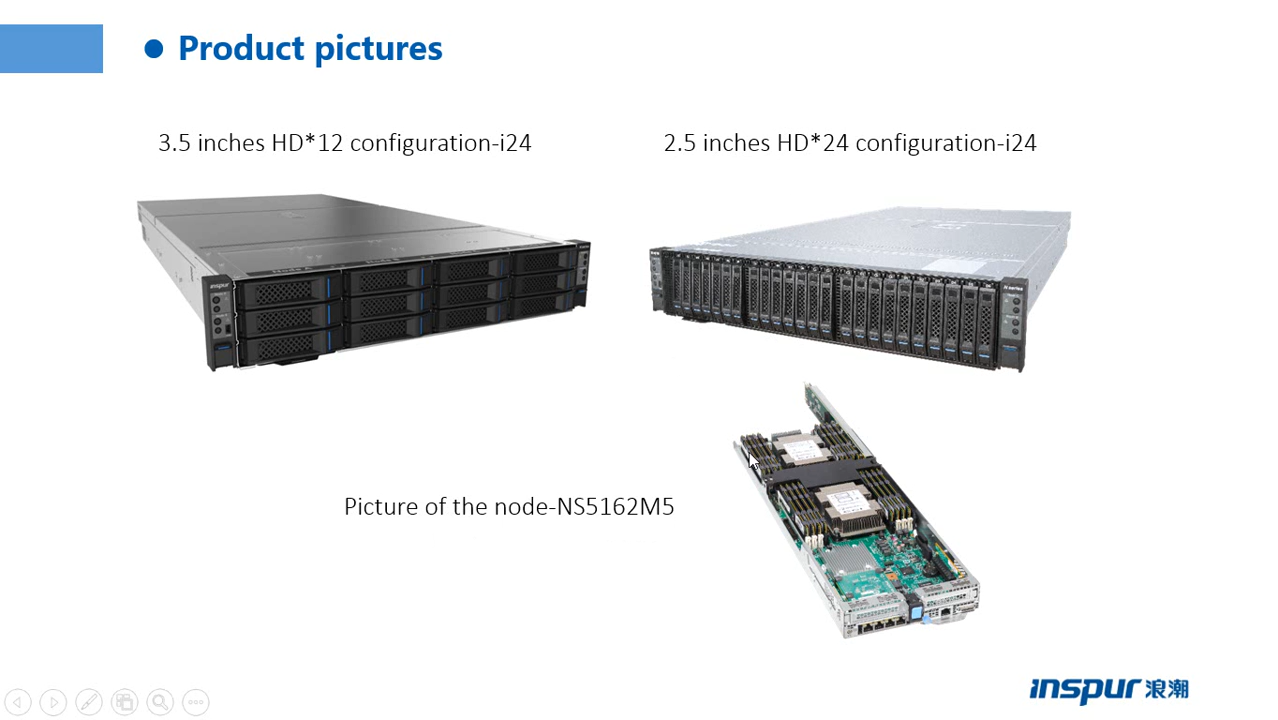 Product pictures
3.5 inches HD*12 configuration-i24
2.5 inches HD*24 configuration-i24
inspur
Picture of the node-NS5162M5
inspur 浪潮